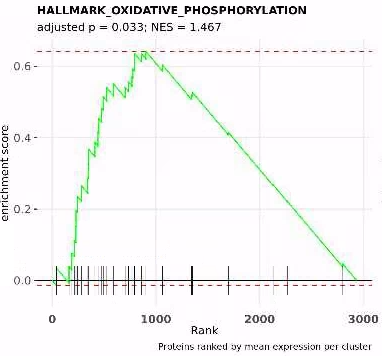 HALLMARK_OXIDATIVE_PHOSPHORYLATION
adjusted p = 0.033; NES = 1.467
enrichment score
0.6
0.4
0.2
0.0
0 1000 2000 3000
Rank
Proteins ranked by mean expression per cluster